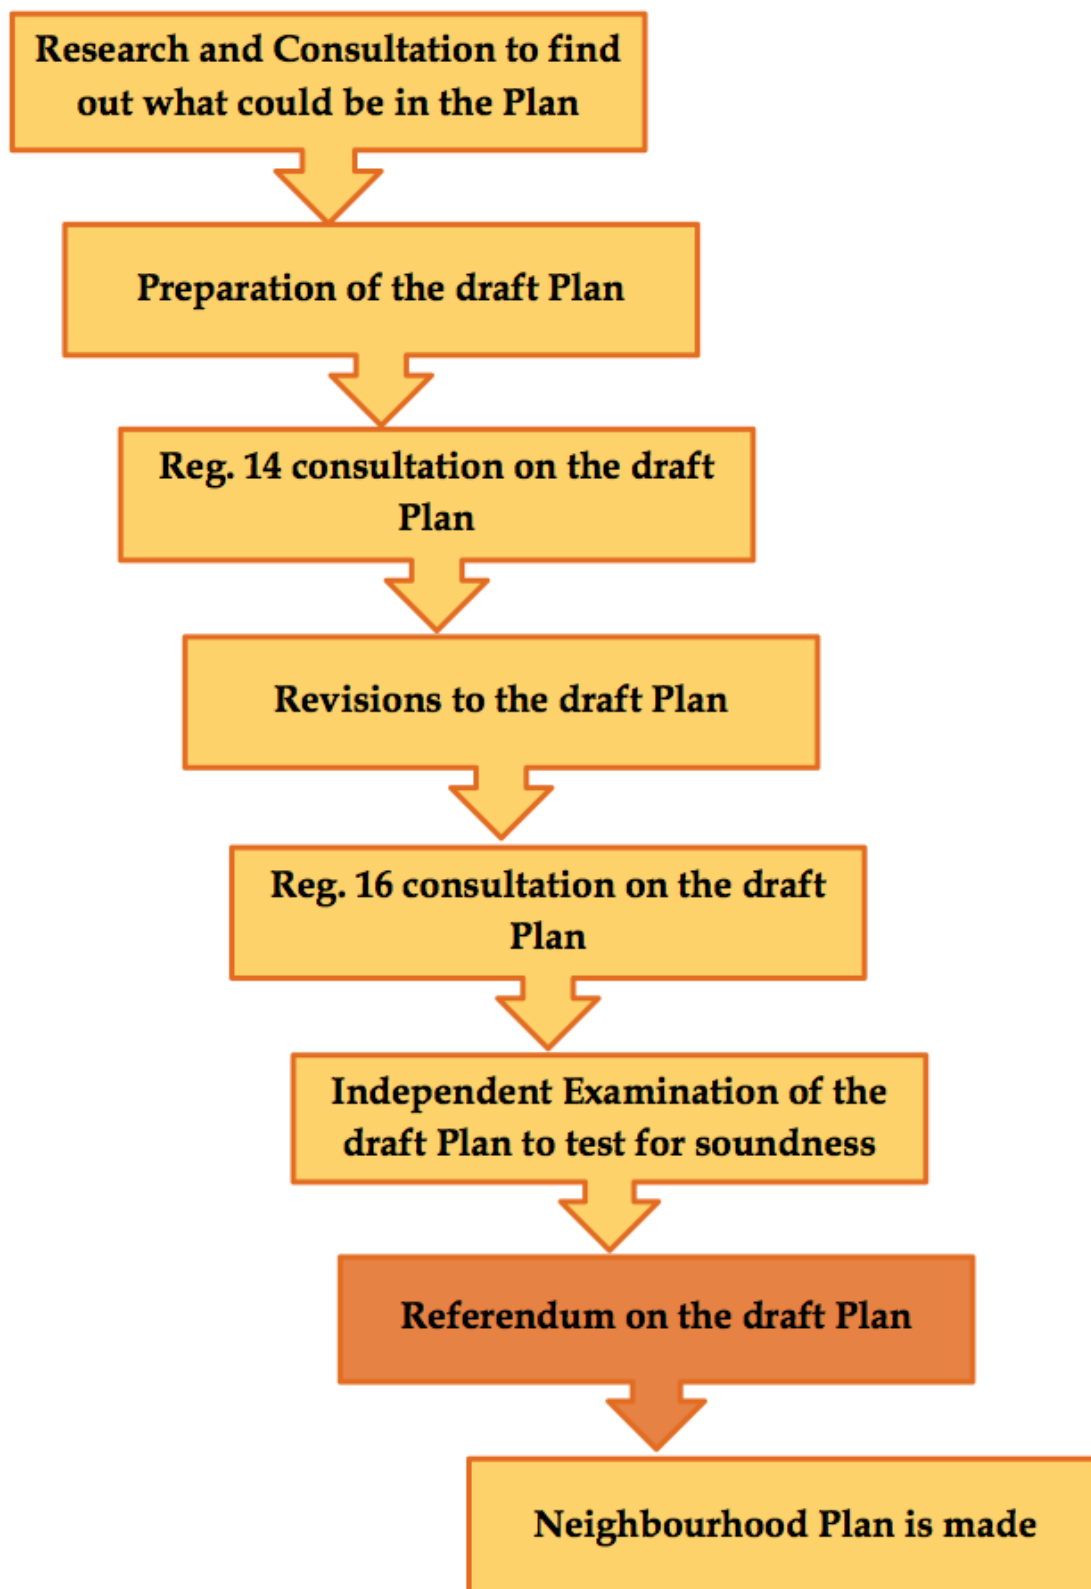 Research and Consultation to find
out what could be in the Plan
Preparation of the draft Plan
Reg. 14 consultation on the draft
Plan
Revisions to the draft Plan
Reg. 16 consultation on the draft
Plan
Independent Examination of the
draft Plan to test for soundness
Referendum on the draft Plan
Neighbourhood Plan is made